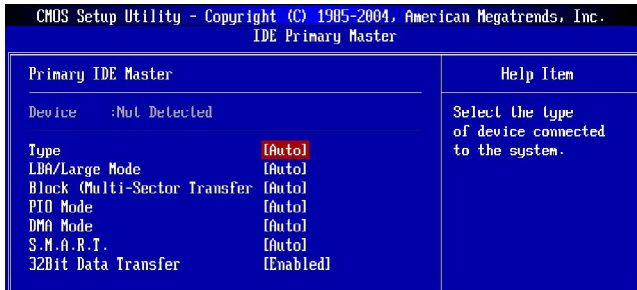 CMOS Setup Utility - Copyright (C) 1985-2004, American Megatrends, Inc.
IDE Primary Master
Primary IDE Master
Device :Not Detected
Type [Auto]
LBA/Large Mode [Auto]
Block (Multi-Sector Transfer [Auto]
PIO Mode [Auto]
DMA Mode [Auto]
S.M.A.R.T. [Auto]
32Bit Data Transfer [Enabled]
Help Item
Select the type
of device connected
to the system.